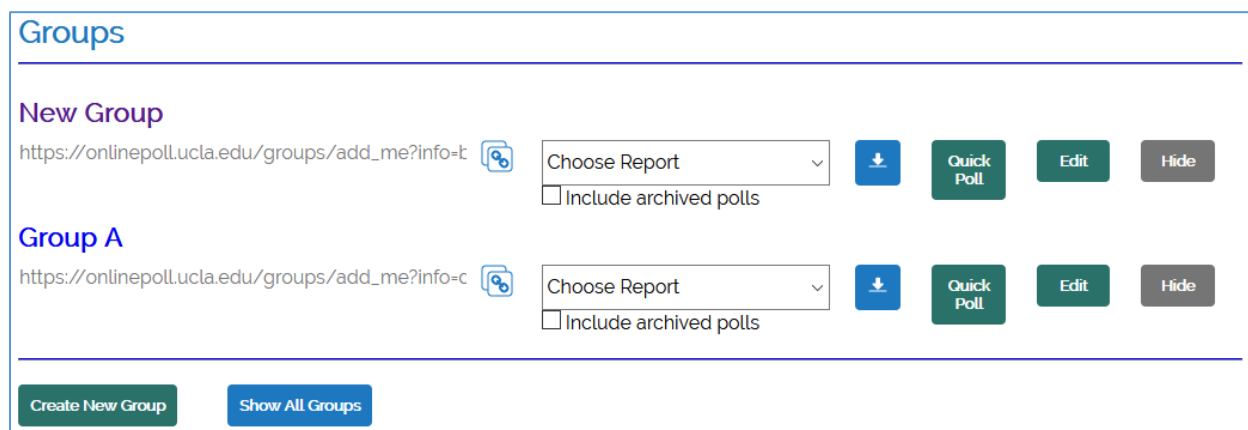 Groups
New Group
https://onlinepoll.ucla.edu/groups/add_me?info=b
Choose Report
Quick
Poll
Edit
Hide
Include archived polls
Group A
https://onlinepoll.ucla.edu/groups/add_me?info=c
Choose Report
Quick
Poll
Edit
Hide
Include archived polls
Create New Group
Show All Groups